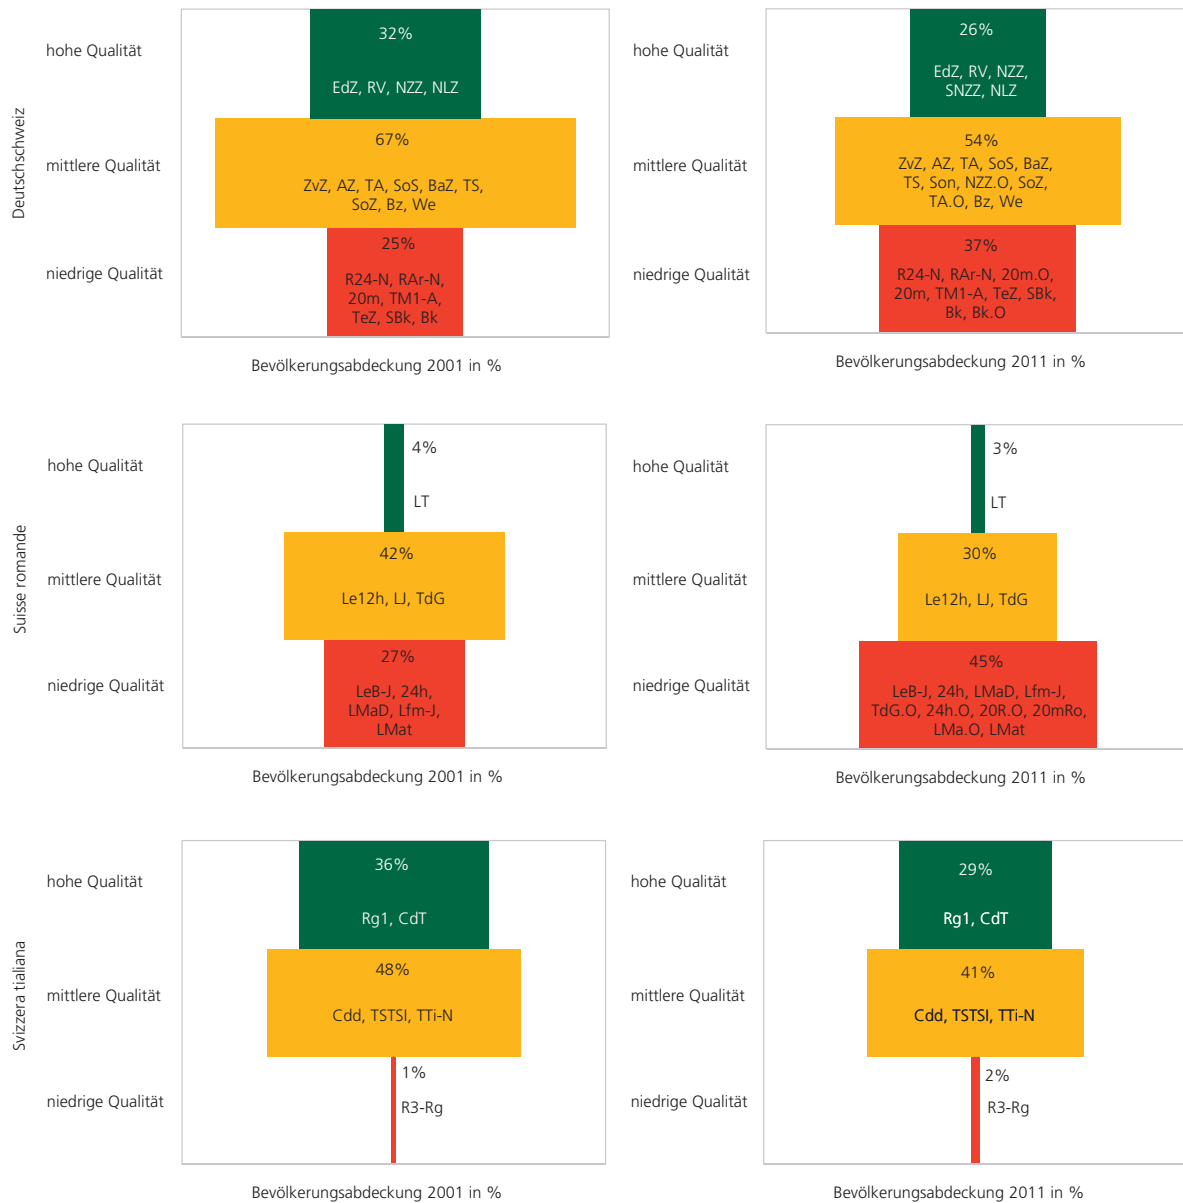 Deutschschweiz
hohe Qualität
32%
EdZ, RV, NZZ, NLZ
mittlere Qualität
67%
ZvZ, AZ, TA, SoS, BaZ, TS,
SoZ, Bz, We
niedrige Qualität
25%
R24-N, RAr-N,
20m, TM1-A,
TeZ, SBk, Bk
Bevölkerungsabdeckung 2001 in %
hohe Qualität
26%
EdZ, RV, NZZ,
SNZZ, NLZ
mittlere Qualität
54%
ZvZ, AZ, TA, SoS, BaZ,
TS, Son, NZZ.O, SoZ,
TA.O, Bz, We
niedrige Qualität
37%
R24-N, RAr-N, 20m.O,
20m, TM1-A, TeZ, SBk,
Bk, Bk.O
Bevölkerungsabdeckung 2011 in %
Suisse romande
hohe Qualität
4%
LT
mittlere Qualität
42%
Le12h, LJ, TdG
niedrige Qualität
27%
LeB-J, 24h,
LMaD, Lfm-J,
LMat
Bevölkerungsabdeckung 2001 in %
hohe Qualität
3%
LT
mittlere Qualität
30%
Le12h, LJ, TdG
niedrige Qualität
45%
LeB-J, 24h, LMaD, Lfm-J,
TdG.O, 24h.O, 20R.O, 20mRo,
LMa.O, LMat
Bevölkerungsabdeckung 2011 in %
Svizzera tialiana
hohe Qualität
36%
Rg1, CdT
mittlere Qualität
48%
Cdd, TSTSI, TTi-N
niedrige Qualität
1%
R3-Rg
Bevölkerungsabdeckung 2001 in %
hohe Qualität
29%
Rg1, CdT
mittlere Qualität
41%
Cdd, TSTSI, TTi-N
niedrige Qualität
2%
R3-Rg
Bevölkerungsabdeckung 2011 in %